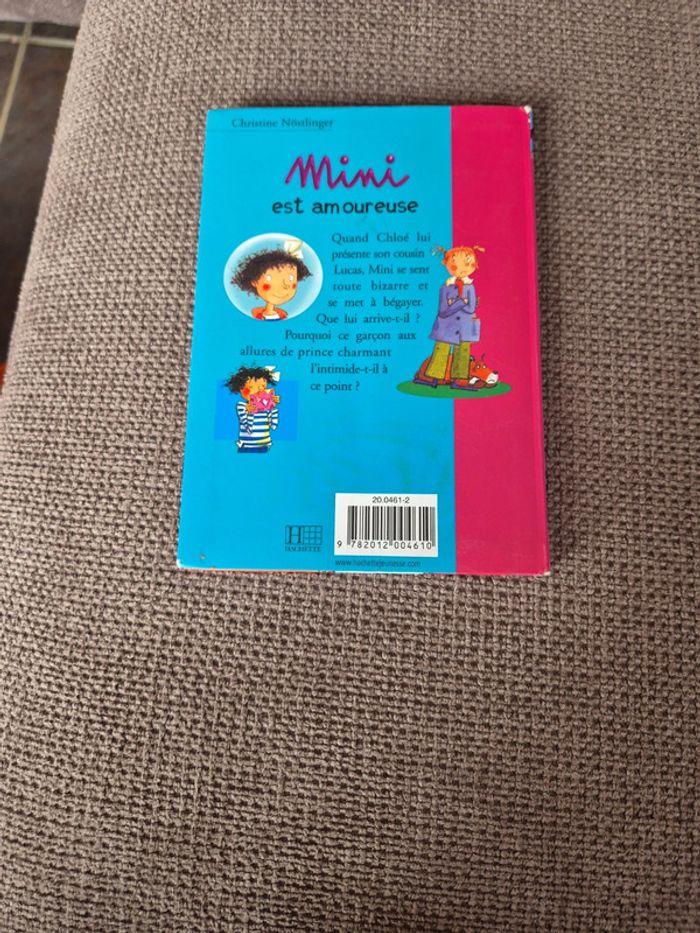 Christine Nöstlinger
Mini
est amoureuse
Quand Chloé lui
présente son cousin
Lucas, Mini se sent
toute bizarre et
se met à bégayer.
Que lui arrive-t-il ?
Pourquoi ce garçon aux
allures de prince charmant
l'intimide-t-il à
ce point ?
20.0461-2
9 782012 004610
H
HACHETTE
www.hachettejeunesse.com